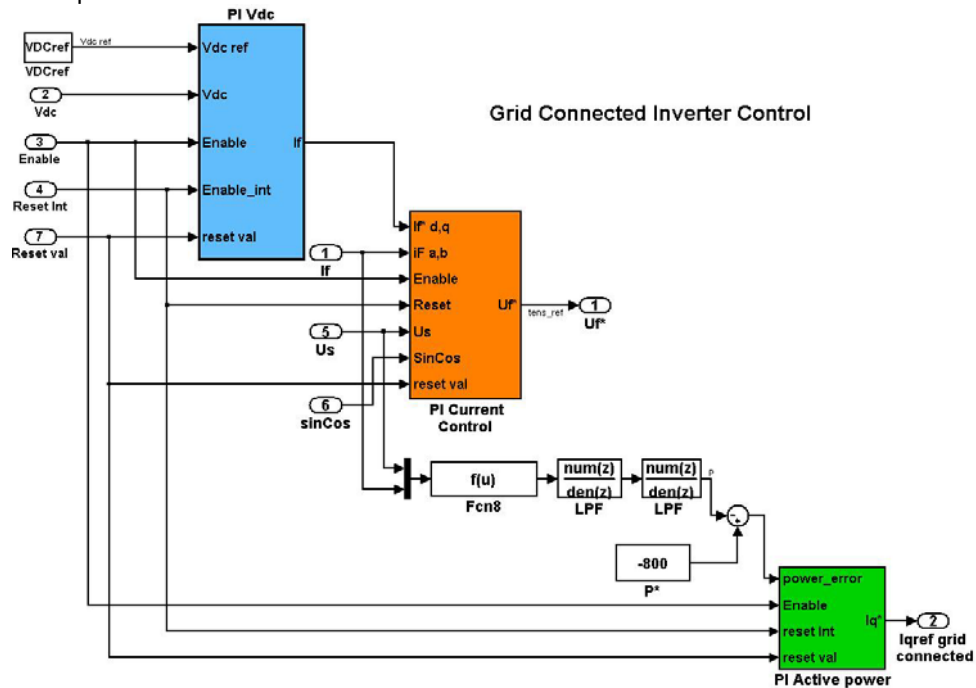 PI Vdc
VDCref
Vdc ref
VDCref
Vdc ref
2
Vdc
Vdc
3
Enable
Enable
If
4
Reset Int
Enable_int
7
Reset val
reset val
Grid Connected Inverter Control
If* d,q
1
If
iF a,b
Enable
Reset
Uf*
tens_ref
1
Uf*
5
Us
Us
SinCos
6
sinCos
reset val
PI Current
Control
f(u)
Fcn8
num(z)
den(z)
LPF
num(z)
den(z)
LPF
p
-
+
-800
P*
power_error
Enable
reset Int
reset val
Iq*
2
Iqref grid
connected
PI Active power